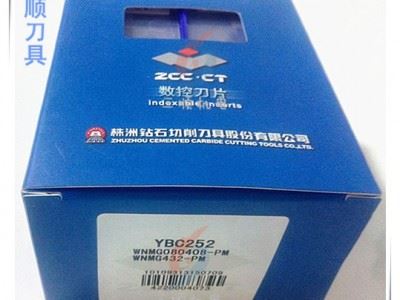 顺刀具
ZCC·CT
数控刀片
indexable inserts
株洲钻石切削刀具股份有限公司
ZHUZHOU CEMENTED CARBIDE CUTTING TOOLS CO.,LTD.
YBC252
WNMG080408-PM
WNMG432-PM
4220004073